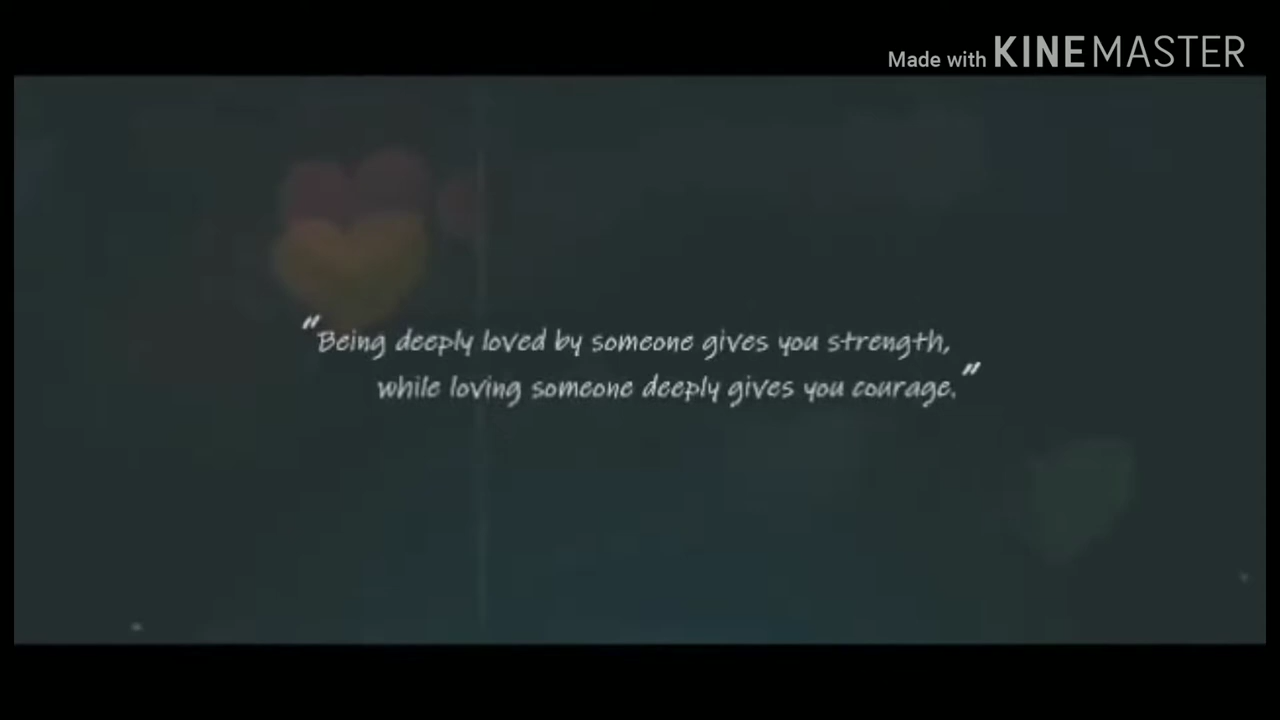 Made with KINEMASTER
"Being deeply loved by someone gives you strength,
while loving someone deeply gives you courage."